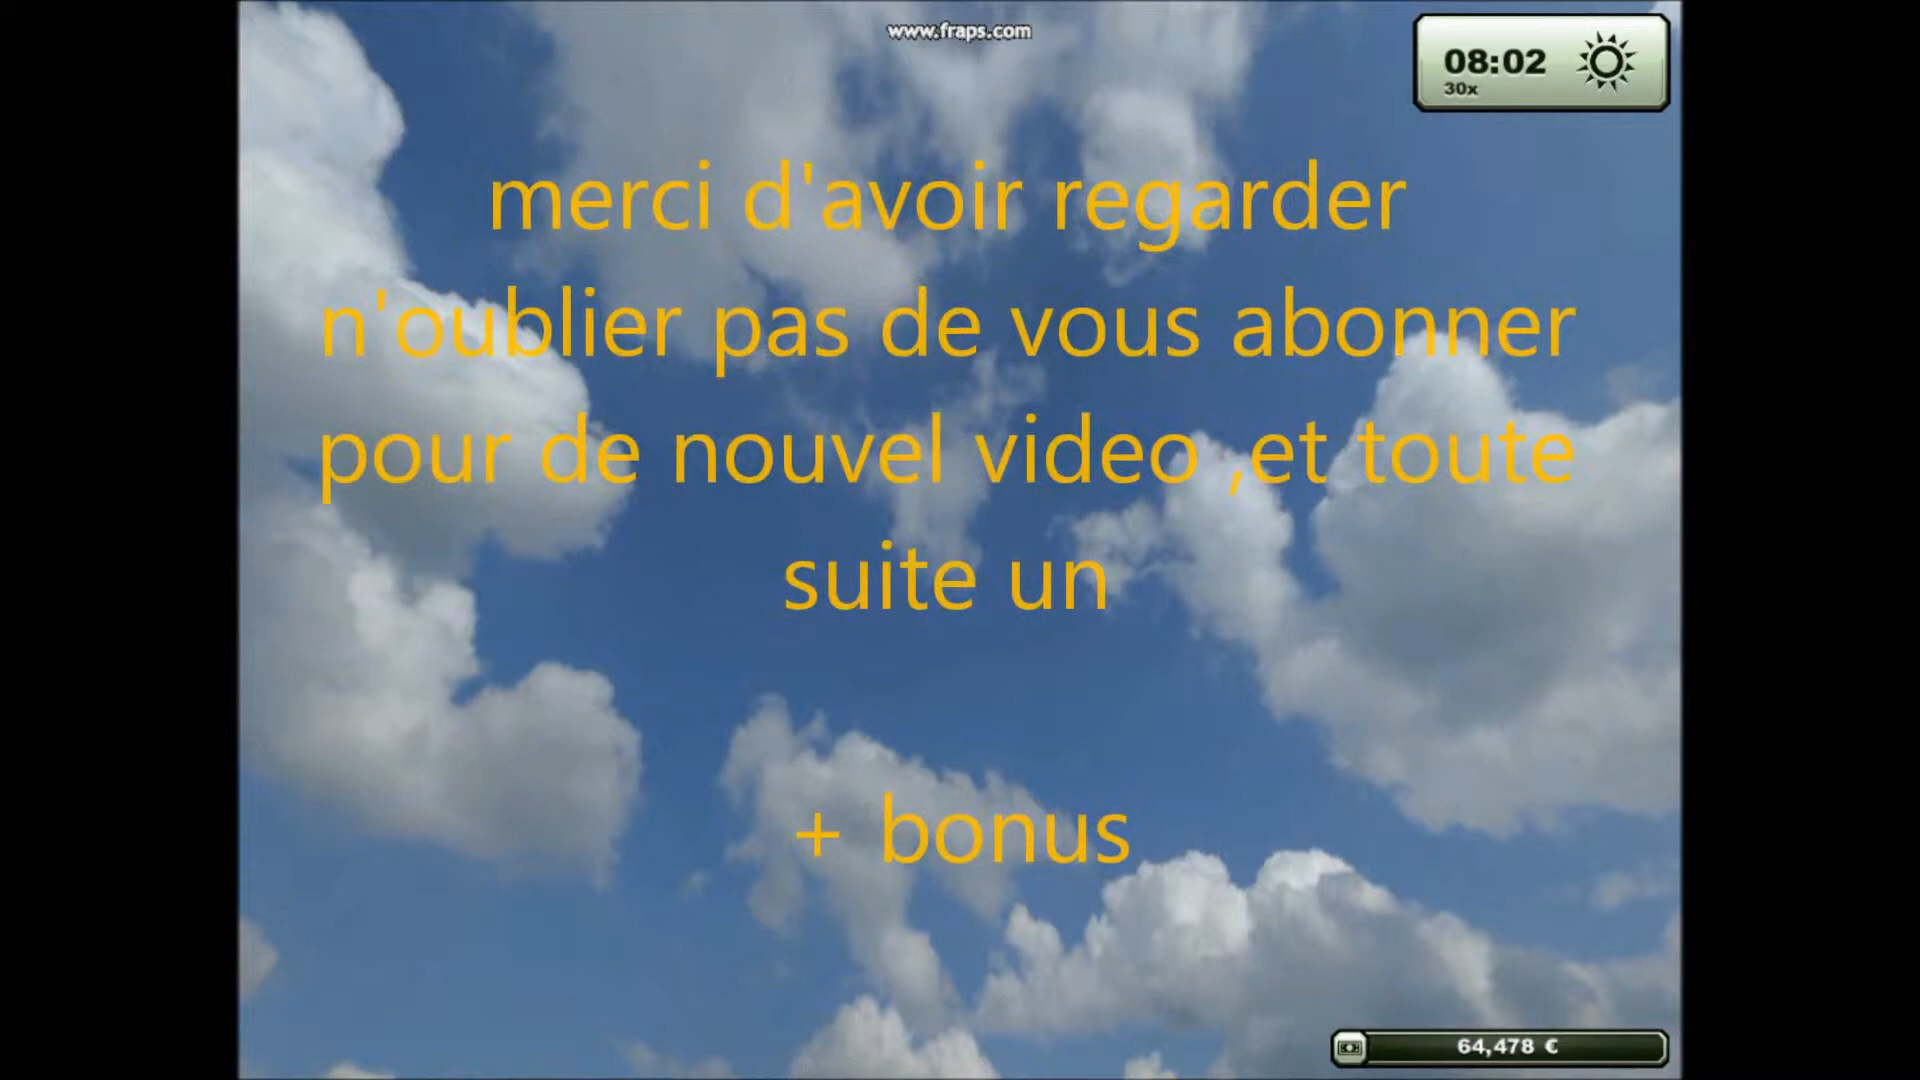 www.fraps.com
08:02
30x
merci d'avoir regarder
n'oublier pas de vous abonner
pour de nouvel video ,et toute
suite un
+ bonus
64,478 €